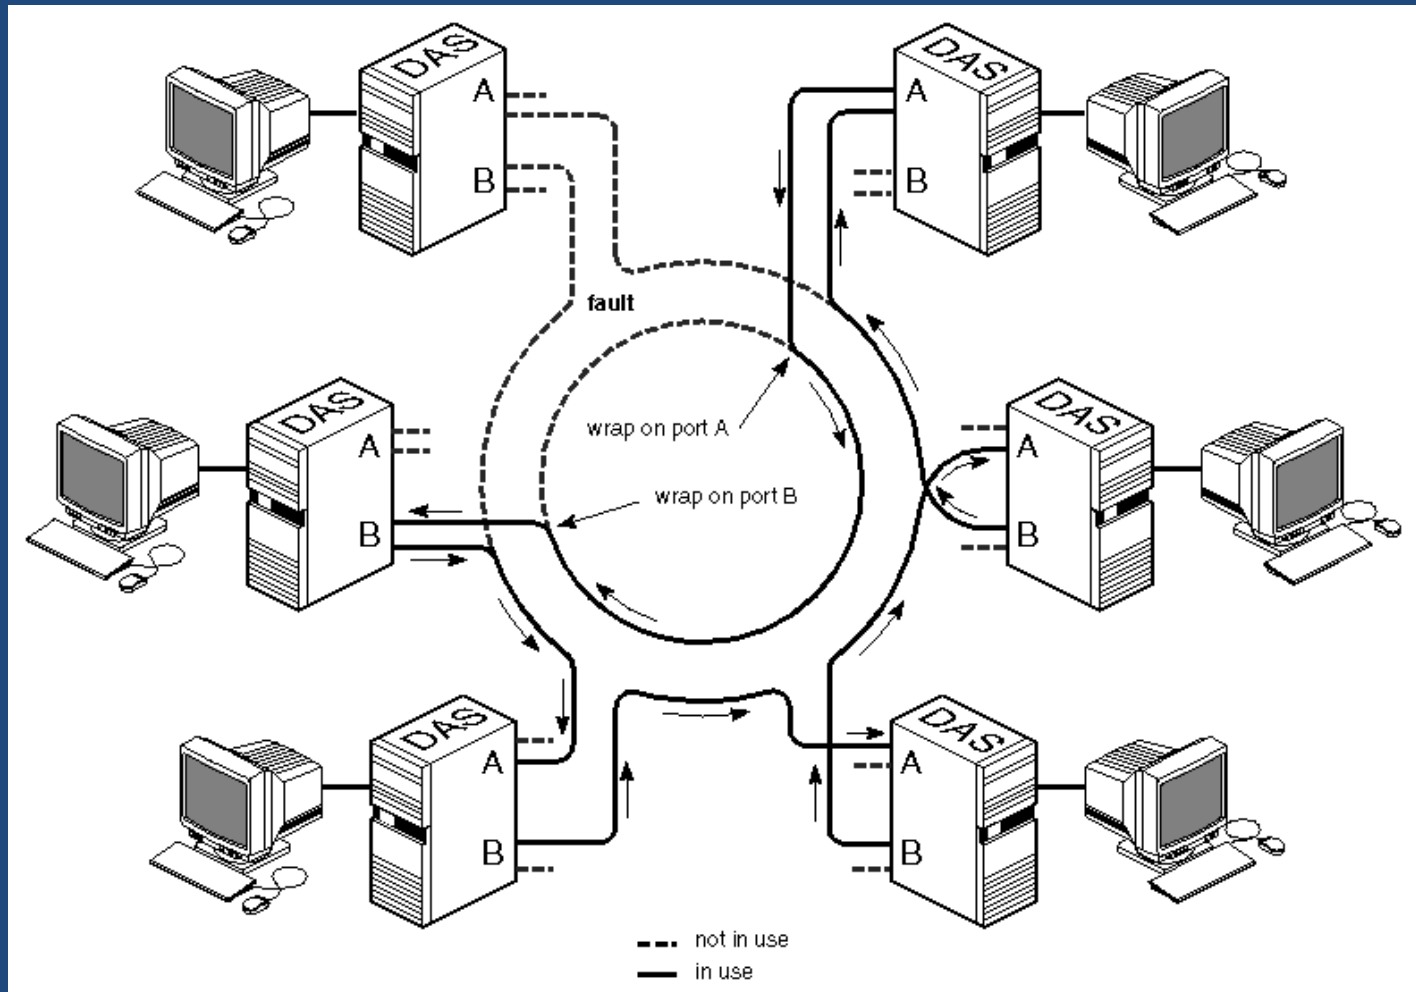 DAS
A
B
DAS
A
B
fault
wrap on port A
wrap on port B
DAS
A
B
DAS
A
B
DAS
A
B
DAS
A
B
not in use
in use